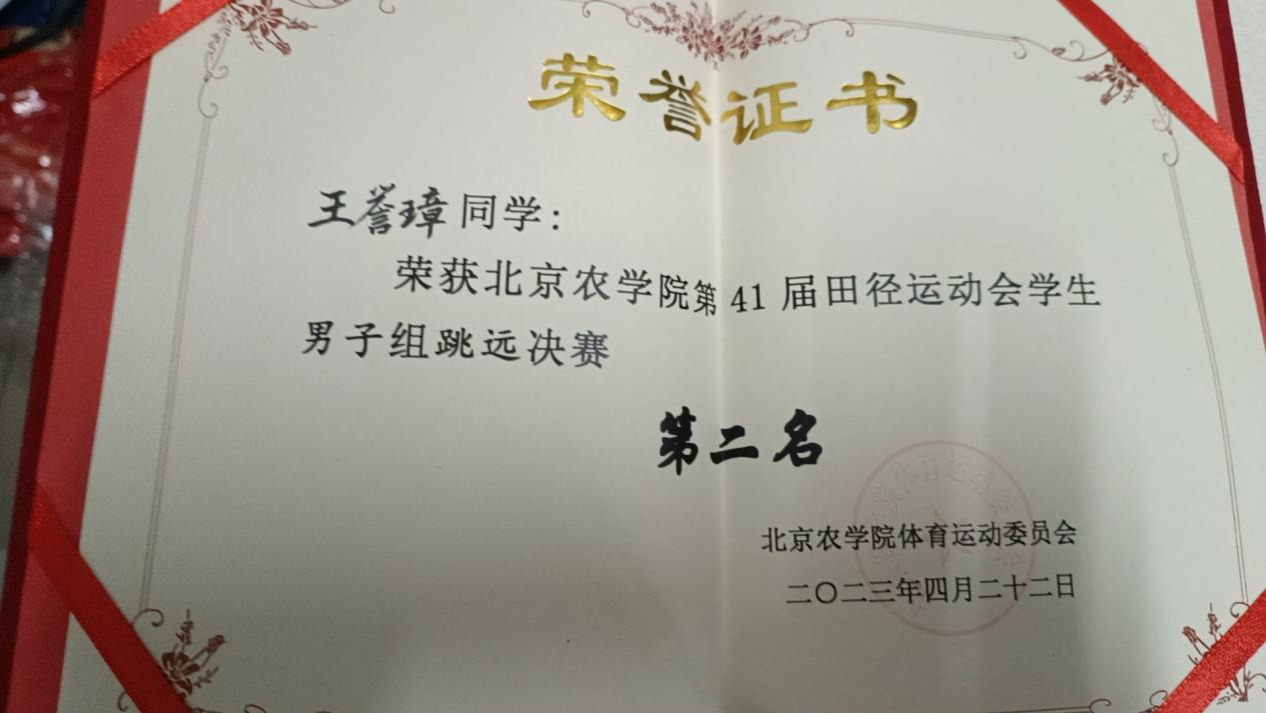 荣誉证书
王誉璋同学：
荣获北京农学院第41届田径运动会学生
男子组跳远决赛
第二名
北京农学院体育运动委员会
二〇二三年四月二十二日